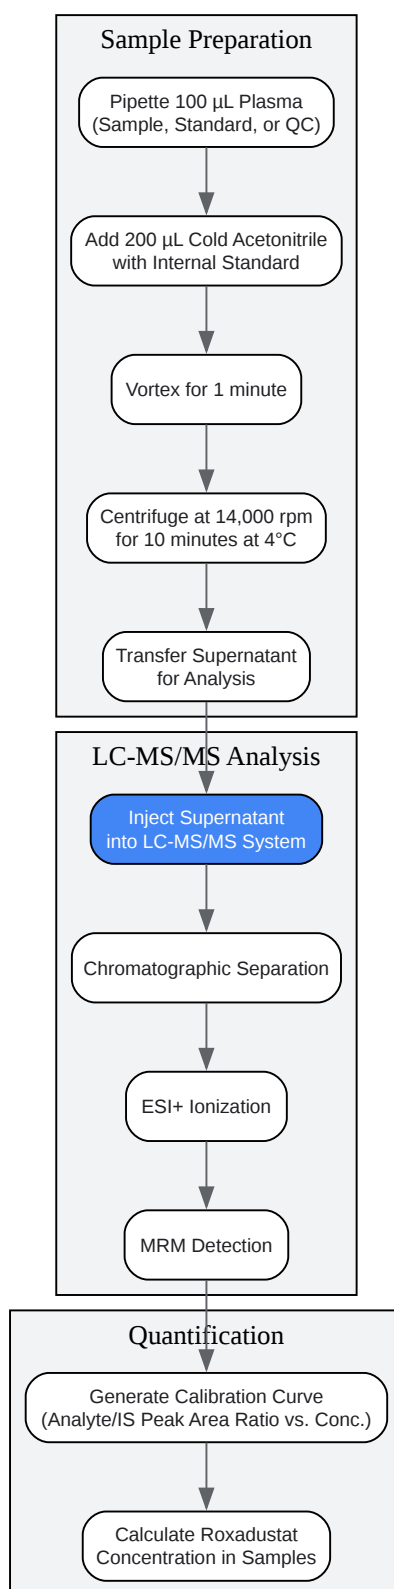 Sample Preparation
Pipette 100 µL Plasma
(Sample, Standard, or QC)
Add 200 µL Cold Acetonitrile
with Internal Standard
Vortex for 1 minute
Centrifuge at 14,000 rpm
for 10 minutes at 4°C
Transfer Supernatant
for Analysis
LC-MS/MS Analysis
Inject Supernatant
into LC-MS/MS System
Chromatographic Separation
ESI+ Ionization
MRM Detection
Quantification
Generate Calibration Curve
(Analyte/IS Peak Area Ratio vs. Conc.)
Calculate Roxadustat
Concentration in Samples